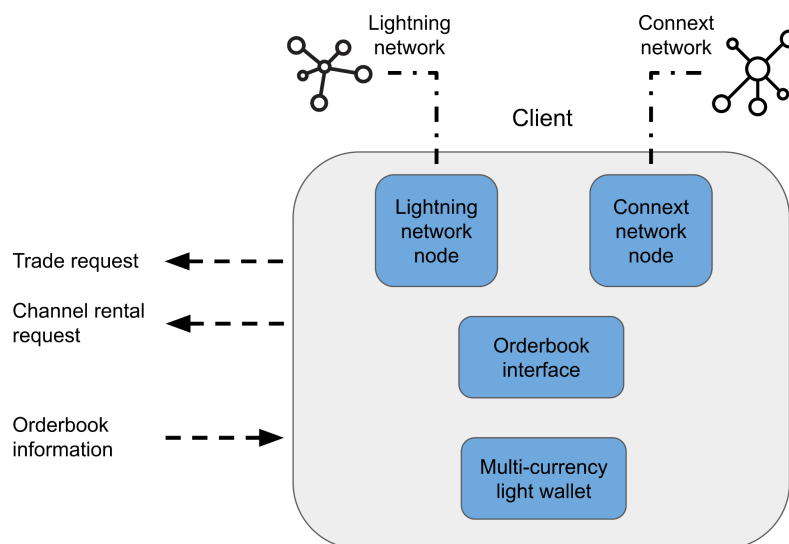 Lightning
network
Connext
network
Client
Lightning
network
node
Connext
network
node
Trade request
Channel rental
request
Orderbook
interface
Orderbook
information
Multi-currency
light wallet